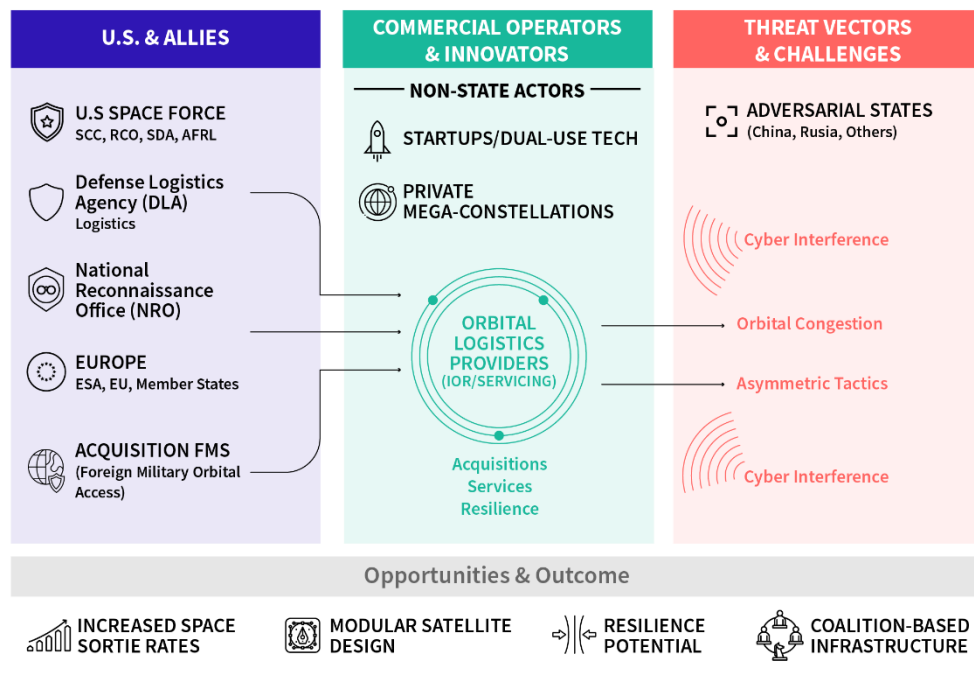 U.S. & ALLIES
U.S SPACE FORCE
SCC, RCO, SDA, AFRL
Defense Logistics
Agency (DLA)
Logistics
National
Reconnaissance
Office (NRO)
EUROPE
ESA, EU, Member States
ACQUISITION FMS
(Foreign Military Orbital
Access)
COMMERCIAL OPERATORS
& INNOVATORS
NON-STATE ACTORS
STARTUPS/DUAL-USE TECH
PRIVATE
MEGA-CONSTELLATIONS
ORBITAL
LOGISTICS
PROVIDERS
(IOR/SERVICING)
Acquisitions
Services
Resilience
THREAT VECTORS
& CHALLENGES
ADVERSARIAL STATES
(China, Rusia, Others)
Cyber Interference
Orbital Congestion
Asymmetric Tactics
Cyber Interference
Opportunities & Outcome
INCREASED SPACE
SORTIE RATES
MODULAR SATELLITE
DESIGN
RESILIENCE
POTENTIAL
COALITION-BASED
INFRASTRUCTURE